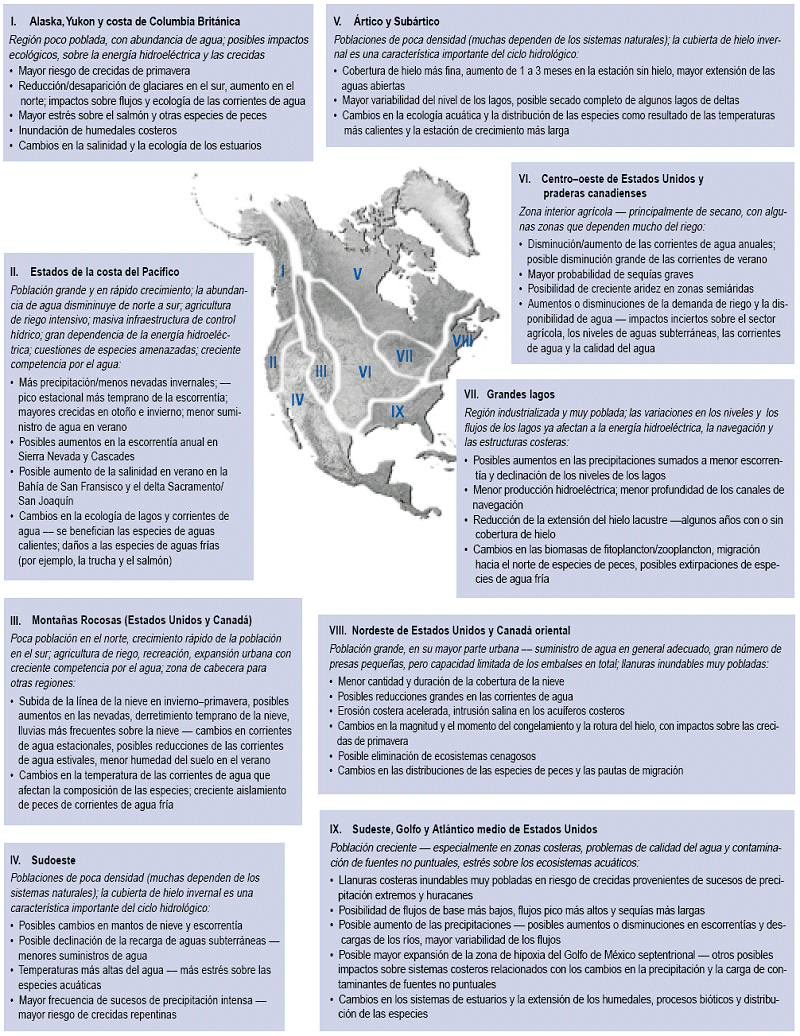 I. Alaska, Yukon y costa de Columbia Británica
Región poco poblada, con abundancia de agua; posibles impactos
ecológicos, sobre la energía hidroeléctrica y las crecidas
• Mayor riesgo de crecidas de primavera
• Reducción/desaparición de glaciares en el sur, aumento en el
norte; impactos sobre flujos y ecología de las corrientes de agua
• Mayor estrés sobre el salmón y otras especies de peces
• Inundación de humedales costeros
• Cambios en la salinidad y la ecología de los estuarios
V. Ártico y Subártico
Poblaciones de poca densidad (muchas dependen de los sistemas naturales); la cubierta de hielo inver-
nal es una característica importante del ciclo hidrológico:
• Cobertura de hielo más fina, aumento de 1 a 3 meses en la estación sin hielo, mayor extensión de las
aguas abiertas
• Mayor variabilidad del nivel de los lagos, posible secado completo de algunos lagos de deltas
• Cambios en la ecología acuática y la distribución de las especies como resultado de las temperaturas
más calientes y la estación de crecimiento más larga
VI. Centro–oeste de Estados Unidos y
praderas canadienses
Zona interior agrícola — principalmente de secano, con algu-
nas zonas que dependen mucho del riego:
• Disminución/aumento de las corrientes de agua anuales;
posible disminución grande de las corrientes de verano
• Mayor probabilidad de sequías graves
• Posibilidad de creciente aridez en zonas semiáridas
• Aumentos o disminuciones de la demanda de riego y la dis-
ponibilidad de agua — impactos inciertos sobre el sector
agrícola, los niveles de aguas subterráneas, las corrientes
de agua y la calidad del agua
II. Estados de la costa del Pacífico
Población grande y en rápido crecimiento; la abundan-
cia de agua dismininuye de norte a sur; agricultura
de riego intensivo; masiva infraestructura de control
hídrico; gran dependencia de la energía hidroeléc-
trica; cuestiones de especies amenazadas; creciente
competencia por el agua:
• Más precipitación/menos nevadas invernales; —
pico estacional más temprano de la escorrentía;
mayores crecidas en otoño e invierno; menor sumi-
nistro de agua en verano
• Posibles aumentos en la escorrentía anual en
Sierra Nevada y Cascades
• Posible aumento de la salinidad en verano en la
Bahía de San Fransisco y el delta Sacramento/
San Joaquín
• Cambios en la ecología de lagos y corrientes de
agua — se benefician las especies de aguas
calientes; daños a las especies de aguas frías
(por ejemplo, la trucha y el salmón)
I
V
II
III
IV
VI
VII
VIII
IX
VII. Grandes lagos
Región industrializada y muy poblada; las variaciones en los niveles y los
flujos de los lagos ya afectan a la energía hidroeléctrica, la navegación y
las estructuras costeras:
• Posibles aumentos en las precipitaciones sumados a menor escorren-
tía y declinación de los niveles de los lagos
• Menor producción hidroeléctrica; menor profundidad de los canales de
navegación
• Reducción de la extensión del hielo lacustre —algunos años con o sin
cobertura de hielo
• Cambios en las biomasas de fitoplancton/zooplancton, migración
hacia el norte de especies de peces, posibles extirpaciones de espe-
cies de agua fría
III. Montañas Rocosas (Estados Unidos y Canadá)
Poca población en el norte, crecimiento rápido de la población
en el sur; agricultura de riego, recreación, expansión urbana con
creciente competencia por el agua; zona de cabecera para
otras regiones:
• Subida de la línea de la nieve en invierno–primavera, posibles
aumentos en las nevadas, derretimiento temprano de la nieve,
lluvias más frecuentes sobre la nieve — cambios en corrientes
de agua estacionales, posibles reducciones de las corrientes
de agua estivales, menor humedad del suelo en el verano
• Cambios en la temperatura de las corrientes de agua que
afectan la composición de las especies; creciente aislamiento
de peces de corrientes de agua fría
VIII. Nordeste de Estados Unidos y Canadá oriental
Población grande, en su mayor parte urbana — suministro de agua en general adecuado, gran número de
presas pequeñas, pero capacidad limitada de los embalses en total; llanuras inundables muy pobladas:
• Menor cantidad y duración de la cobertura de la nieve
• Posibles reducciones grandes en las corrientes de agua
• Erosión costera acelerada, intrusión salina en los acuíferos costeros
• Cambios en la magnitud y el momento del congelamiento y la rotura del hielo, con impactos sobre las creci-
das de primavera
• Posible eliminación de ecosistemas cenagosos
• Cambios en las distribuciones de las especies de peces y las pautas de migración
IV. Sudoeste
Poblaciones de poca densidad (muchas dependen de los
sistemas naturales); la cubierta de hielo invernal es una
característica importante del ciclo hidrológico:
• Posibles cambios en mantos de nieve y escorrentía
• Posible declinación de la recarga de aguas subterráneas —
menores suministros de agua
• Temperaturas más altas del agua — más estrés sobre las
especies acuáticas
• Mayor frecuencia de sucesos de precipitación intensa —
mayor riesgo de crecidas repentinas
IX. Sudeste, Golfo y Atlántico medio de Estados Unidos
Población creciente — especialmente en zonas costeras, problemas de calidad del agua y contamina-
ción de fuentes no puntuales, estrés sobre los ecosistemas acuáticos:
• Llanuras costeras inundables muy pobladas en riesgo de crecidas provenientes de sucesos de preci-
pitación extremos y huracanes
• Posibilidad de flujos de base más bajos, flujos pico más altos y sequías más largas
• Posible aumento de las precipitaciones — posibles aumentos o disminuciones en escorrentías y des-
cargas de los ríos, mayor variabilidad de los flujos
• Posible mayor expansión de la zona de hipoxia del Golfo de México septentrional — otros posibles
impactos sobre sistemas costeros relacionados con los cambios en la precipitación y la carga de con-
taminantes de fuentes no puntuales
• Cambios en los sistemas de estuarios y la extensión de los humedales, procesos bióticos y distribu-
ción de las especies